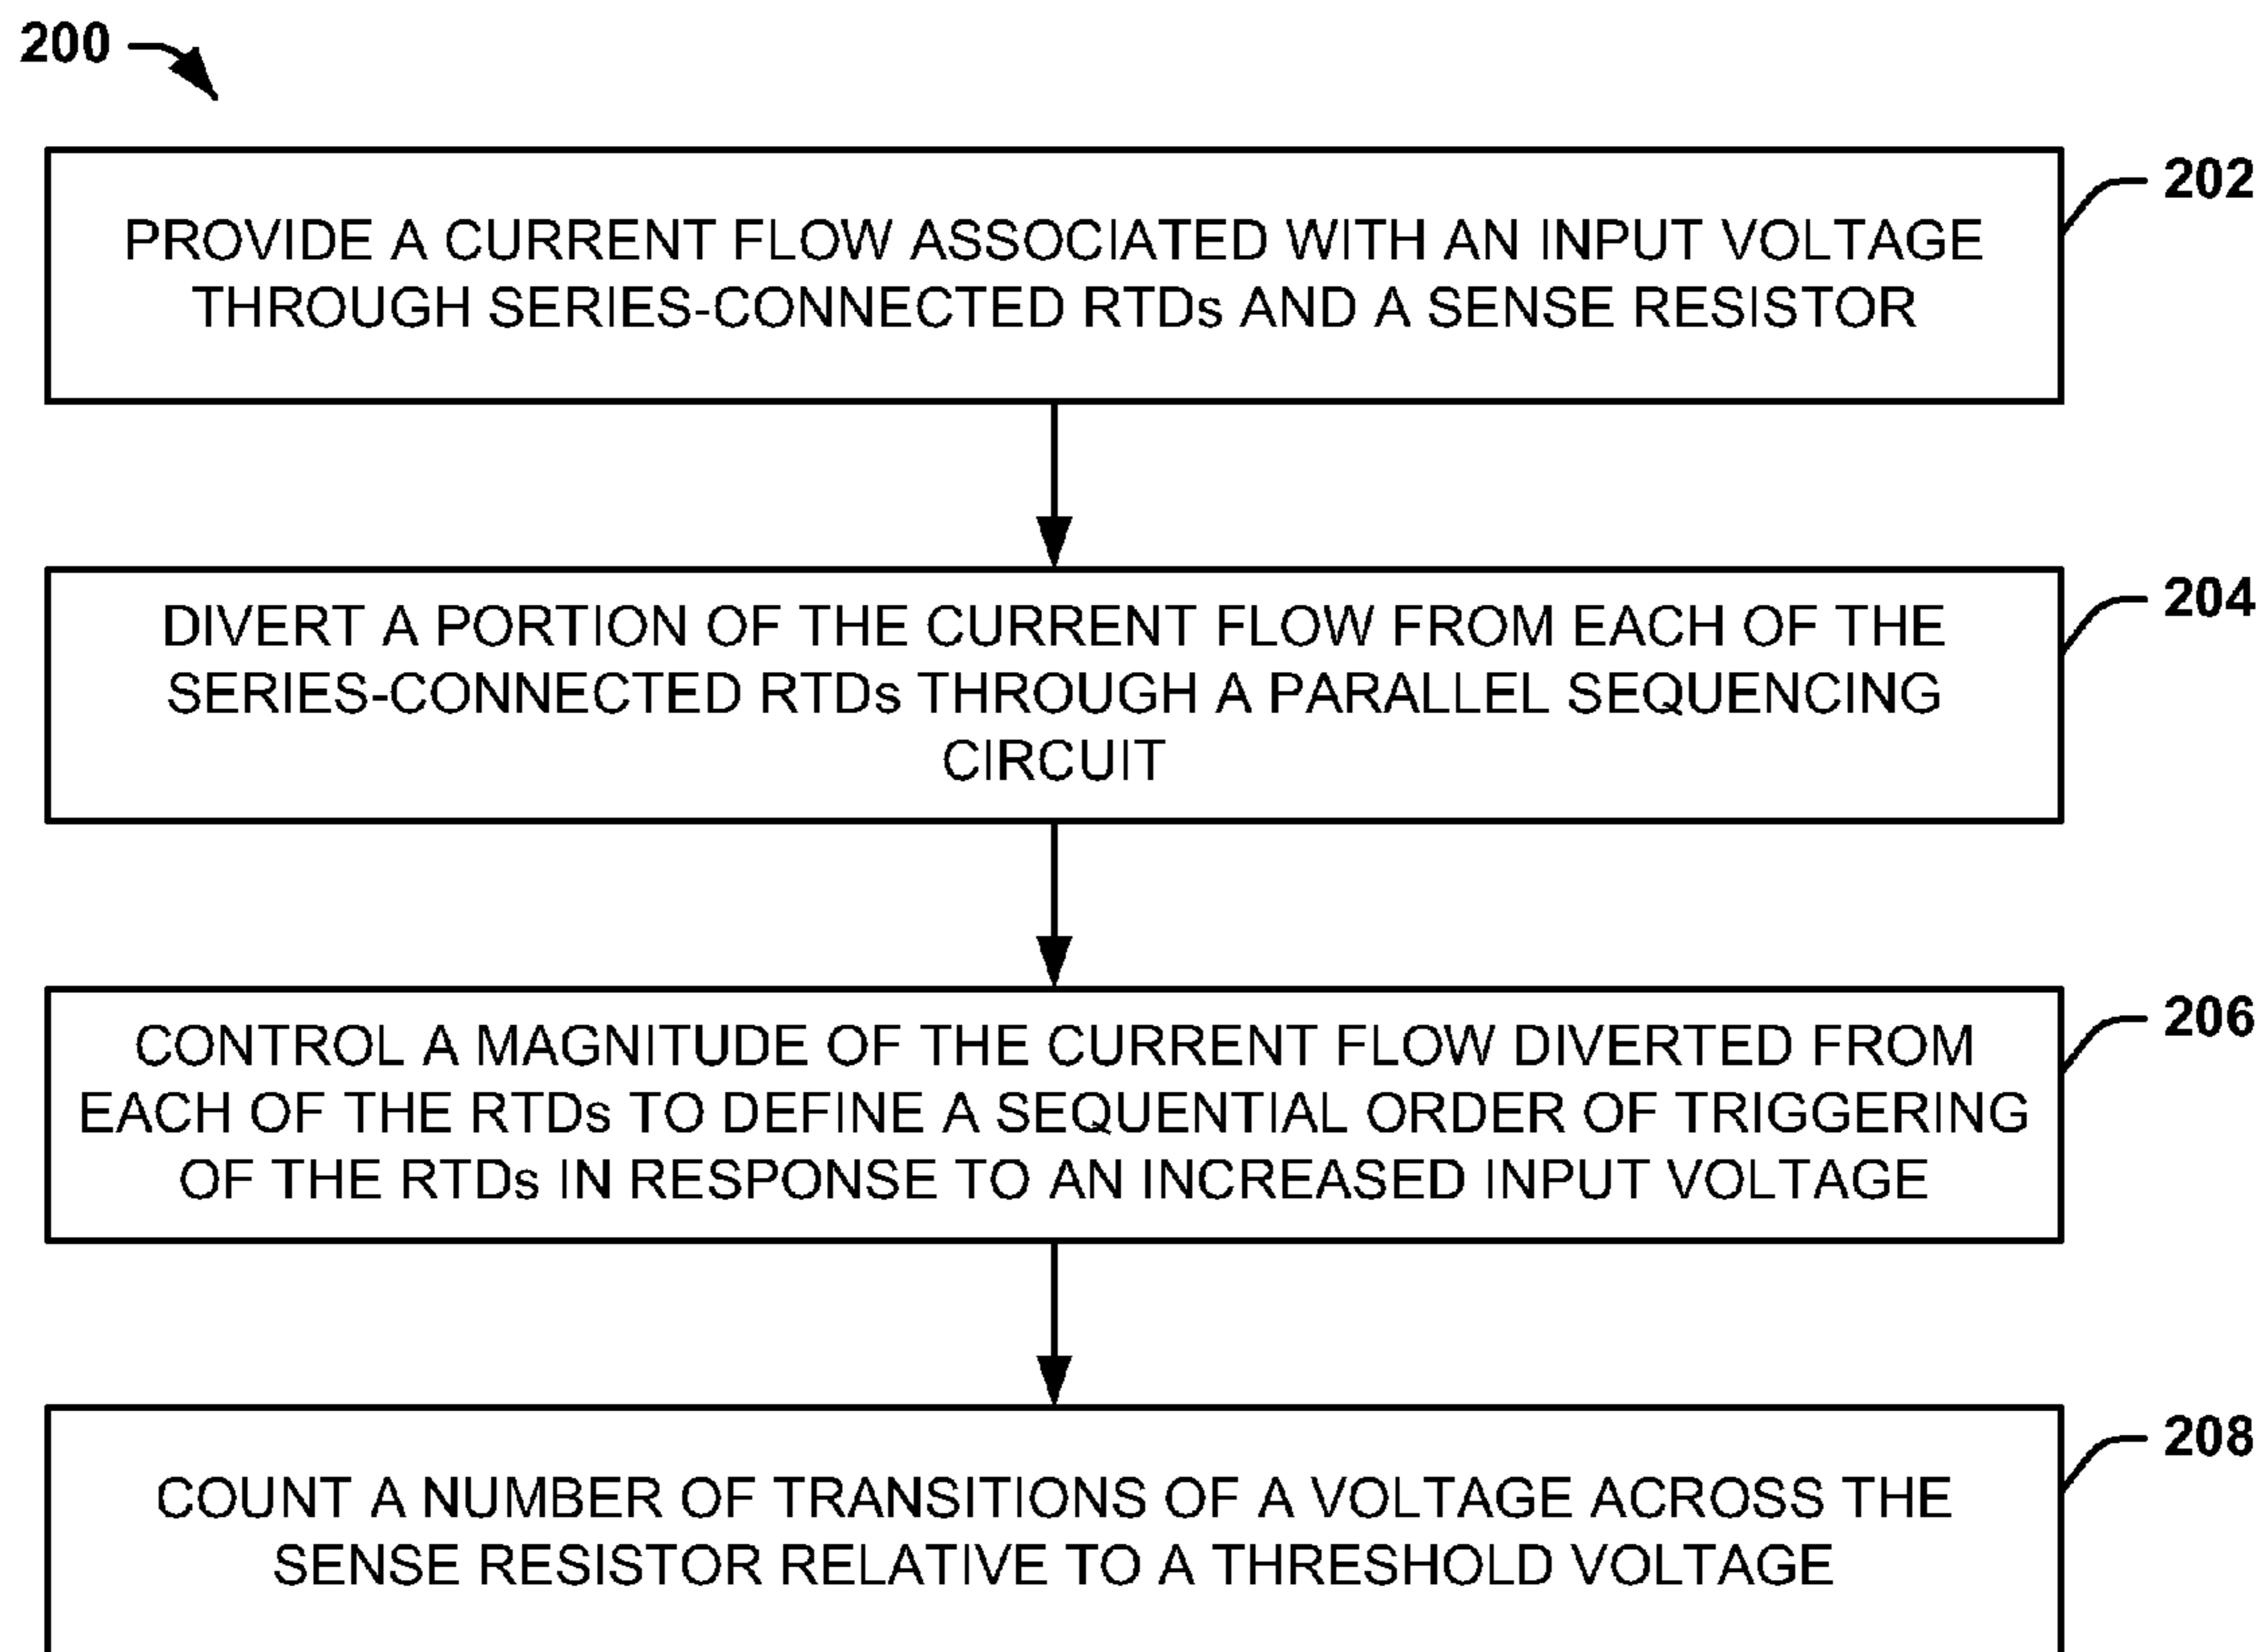 200
202
PROVIDE A CURRENT FLOW ASSOCIATED WITH AN INPUT VOLTAGE
THROUGH SERIES-CONNECTED RTDs AND A SENSE RESISTOR
204
DIVERT A PORTION OF THE CURRENT FLOW FROM EACH OF THE
SERIES-CONNECTED RTDs THROUGH A PARALLEL SEQUENCING
CIRCUIT
206
CONTROL A MAGNITUDE OF THE CURRENT FLOW DIVERTED FROM
EACH OF THE RTDs TO DEFINE A SEQUENTIAL ORDER OF TRIGGERING
OF THE RTDs IN RESPONSE TO AN INCREASED INPUT VOLTAGE
208
COUNT A NUMBER OF TRANSITIONS OF A VOLTAGE ACROSS THE
SENSE RESISTOR RELATIVE TO A THRESHOLD VOLTAGE